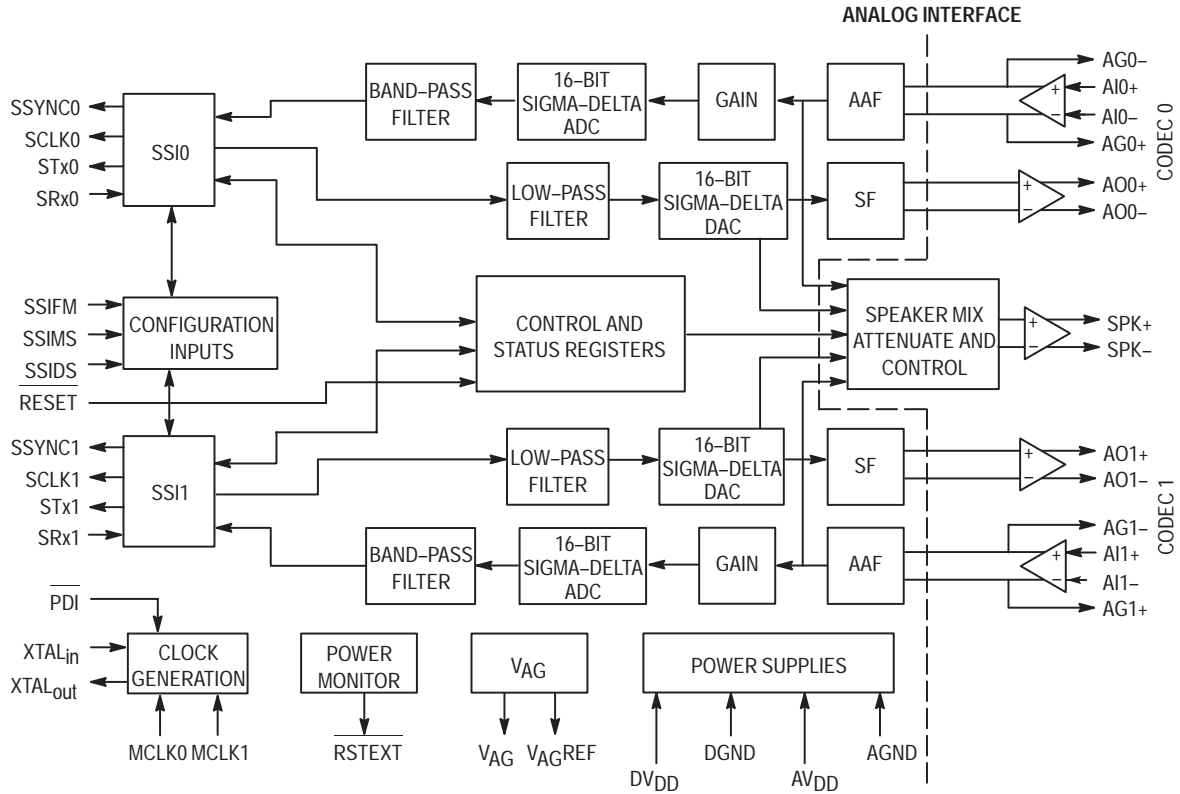 ANALOG INTERFACE
SSYNC0
SCLK0
STx0
SRx0
SSI0
BAND–PASS
FILTER
16–BIT
SIGMA–DELTA
ADC
GAIN
AAF
+
–
AG0–
AI0+
AI0–
AG0+
CODEC 0
LOW–PASS
FILTER
16–BIT
SIGMA–DELTA
DAC
SF
+
–
AO0+
AO0–
SSIFM
SSIMS
SSIDS
RESET
CONFIGURATION
INPUTS
CONTROL AND
STATUS REGISTERS
SPEAKER MIX
ATTENUATE AND
CONTROL
+
–
SPK+
SPK–
SSYNC1
SCLK1
STx1
SRx1
SSI1
LOW–PASS
FILTER
16–BIT
SIGMA–DELTA
DAC
SF
+
–
AO1+
AO1–
BAND–PASS
FILTER
16–BIT
SIGMA–DELTA
ADC
GAIN
AAF
+
–
AG1–
AI1+
AI1–
AG1+
CODEC 1
PDI
XTALin
XTALout
CLOCK
GENERATION
MCLK0 MCLK1
POWER
MONITOR
RSTEXT
VAG
VAG
VAGREF
POWER SUPPLIES
DVDD
DGND
AVDD
AGND